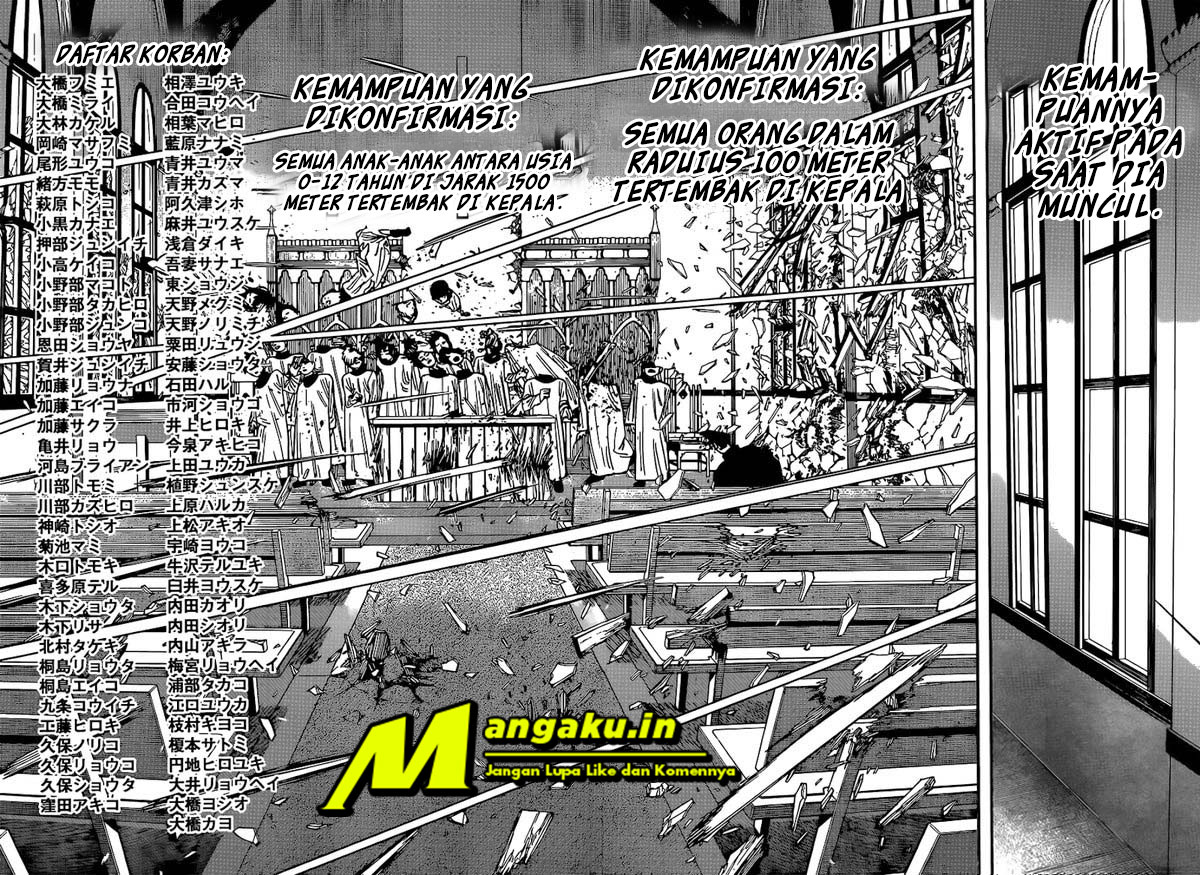 KEMAM-
PUANNYA
AKTIF PADA
SAAT DIA
MUNCUL.
KEMAMPUAN YANG
DIKONFIRMASI:
SEMUA ORANG DALAM
RADUIUS 100 METER
TERTEMBAK DI KEPALA
KEMAMPUAN YANG
DIKONFIRMASI:
SEMUA ANAK-ANAK ANTARA USIA
0-12 TAHUN DI JARAK 1500
METER TERTEMBAK DI KEPALA.
DAFTAR KORBAN:
相澤ユウキ
合田コウヘイ
相葉マヒロ
藍原ナナミ
青井ユウマ
青井カズマ
阿久津シホ
麻井ユウスケ
浅倉ダイキ
吾妻サナエ
東ショウジ
天野メグミ
天野ノリミチ
粟田リュウジ
安藤ショウタ
石田ハル
市河ショウコ
井上ヒロキ
今泉アキヒコ
上田ユウカ
植野シュンスケ
上原ハルカ
上松アキオ
宇崎ヨウコ
牛沢テルユキ
臼井ヨウスケ
内田カオリ
内田シオリ
内山アキラ
梅宮リョウヘイ
浦部タカコ
江口ユウカ
枝村キヨコ
榎本サトミ
円地ヒロユキ
大井リョウヘイ
大橋ヨシオ
大橋カヨ
大橋フミエ
大橋ミライ
大林カケル
岡崎マサフミ
尾形ユウコ
緒方モモコ
萩原トシコ
小黒カナエ
押部ジュンイチ
小高ケイコ
小野部マコト
小野部タカヒロ
小野部ジュンコ
恩田ショウヤ
賀井ジュンイチ
加藤リョウナ
加藤エイコ
加藤サクラ
亀井リョウ
河島ブライアン
川部トモミ
川部カズヒロ
神崎トシオ
菊池マミ
木口トモキ
喜多原テル
木下ショウタ
木下リサ
北村タケキ
桐島リョウタ
桐島エイコ
九条コウイチ
工藤ヒロキ
久保ノリコ
久保リョウコ
久保ショウタ
窪田アキコ
Mangaku.in
Jangan Lupa Like dan Komennya